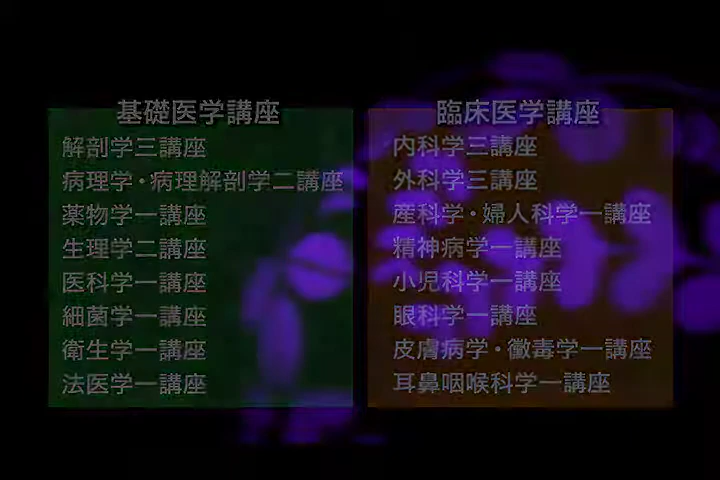 基礎医学講座
解剖学三講座
病理学・病理解剖学二講座
薬物学一講座
生理学二講座
医科学一講座
細菌学一講座
衛生学一講座
法医学一講座
臨床医学講座
内科学三講座
外科学三講座
産科学・婦人科学一講座
精神病学一講座
小児科学一講座
眼科学一講座
皮膚病学・黴毒学一講座
耳鼻咽喉科学一講座